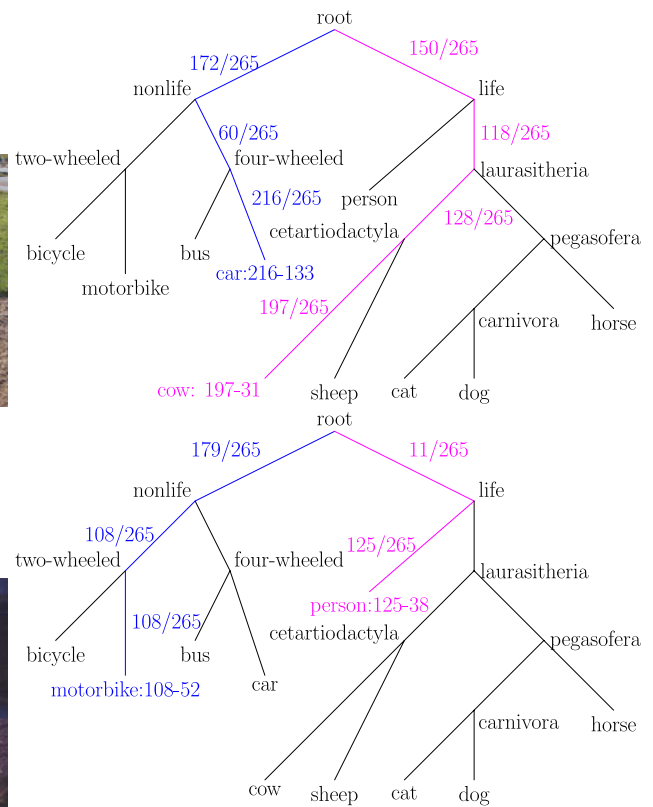 root
172/265
150/265
nonlife
life
60/265
118/265
two-wheeled
four-wheeled
laurasitheria
216/265
person
128/265
cetartiodactyla
pegasofera
bicycle
bus
car:216-133
motorbike
197/265
carnivora
horse
cow: 197-31
sheep
cat
dog
root
179/265
11/265
nonlife
life
108/265
125/265
two-wheeled
four-wheeled
laurasitheria
person:125-38
108/265
cetartiodactyla
pegasofera
bicycle
bus
motorbike:108-52
car
carnivora
horse
cow
sheep
cat
dog